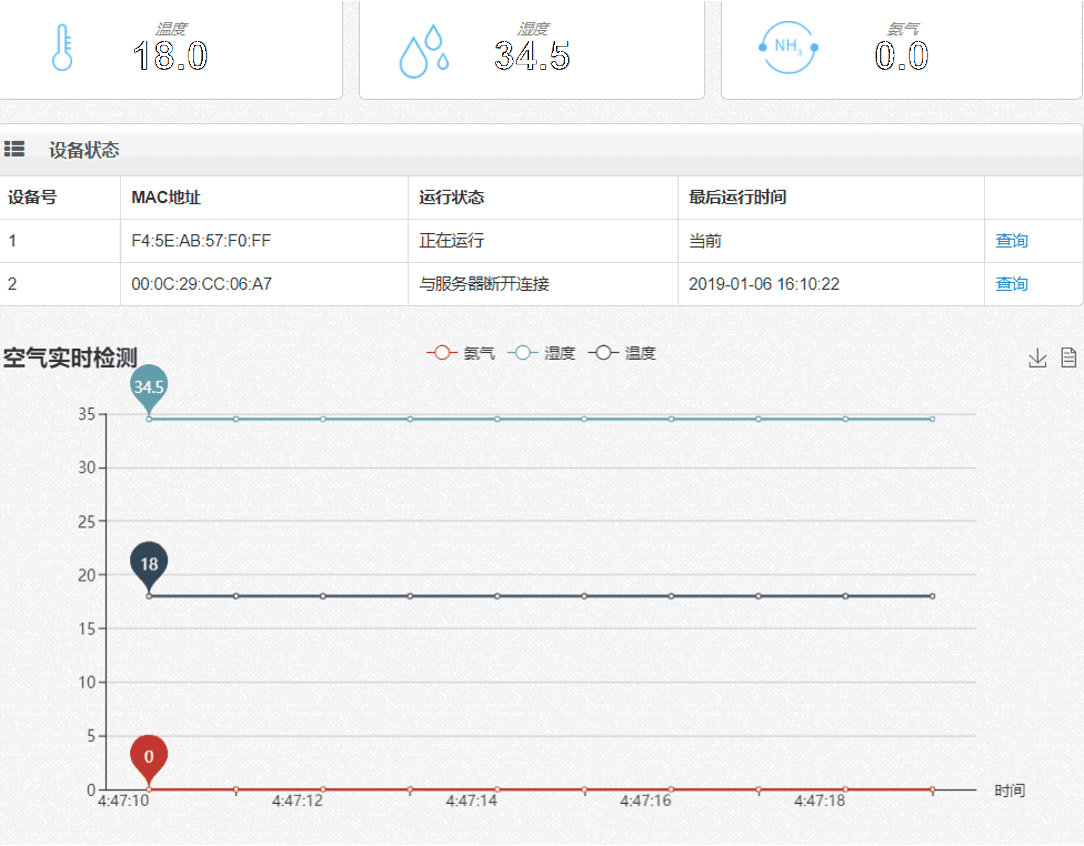 温度 湿度 氨气
18.0 34.5 NH3 0.0
设备状态
设备号 MAC地址 运行状态 最后运行时间
1 F4:5E:AB:57:F0:FF 正在运行 当前 查询
2 00:0C:29:CC:06:A7 与服务器断开连接 2019-01-06 16:10:22 查询
空气实时检测 氨气 湿度 温度
34.5
35
30
25
18
20
15
10
5
0
0
4:47:10 4:47:12 4:47:14 4:47:16 4:47:18 时间